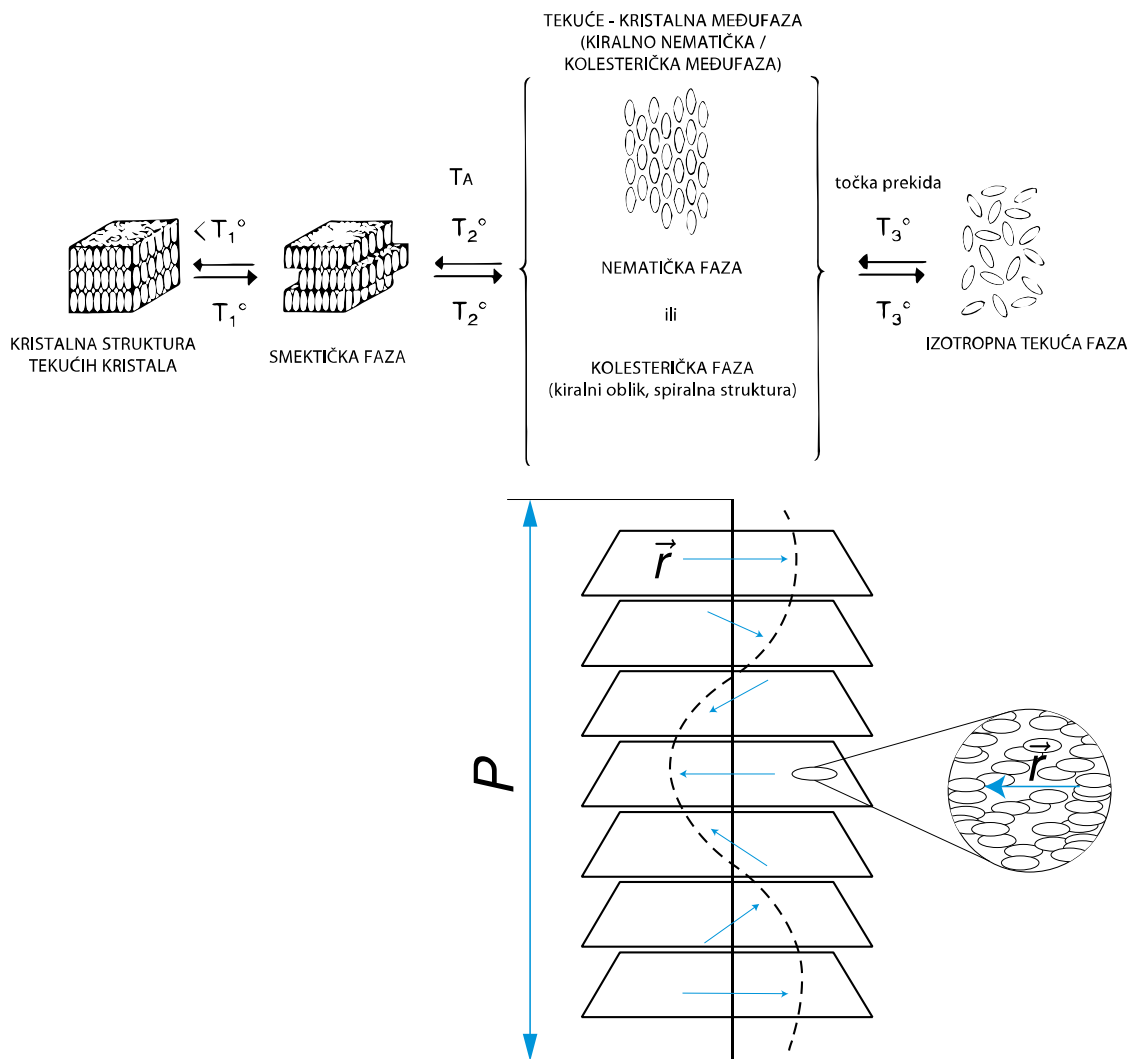 TEKUĆE - KRISTALNA MEĐUFAZA
(KIRALNO NEMATIČKA /
KOLESTERIČKA MEĐUFAZA)
TA
točka prekida
< T₁°
T₂°
T₃°
T₁°
T₂°
T₃°
NEMATIČKA FAZA
ili
KOLESTERIČKA FAZA
(kiralni oblik, spiralna struktura)
KRISTALNA STRUKTURA
TEKUĆIH KRISTALA
SMEKTIČKA FAZA
IZOTROPNA TEKUĆA FAZA
r
P
r